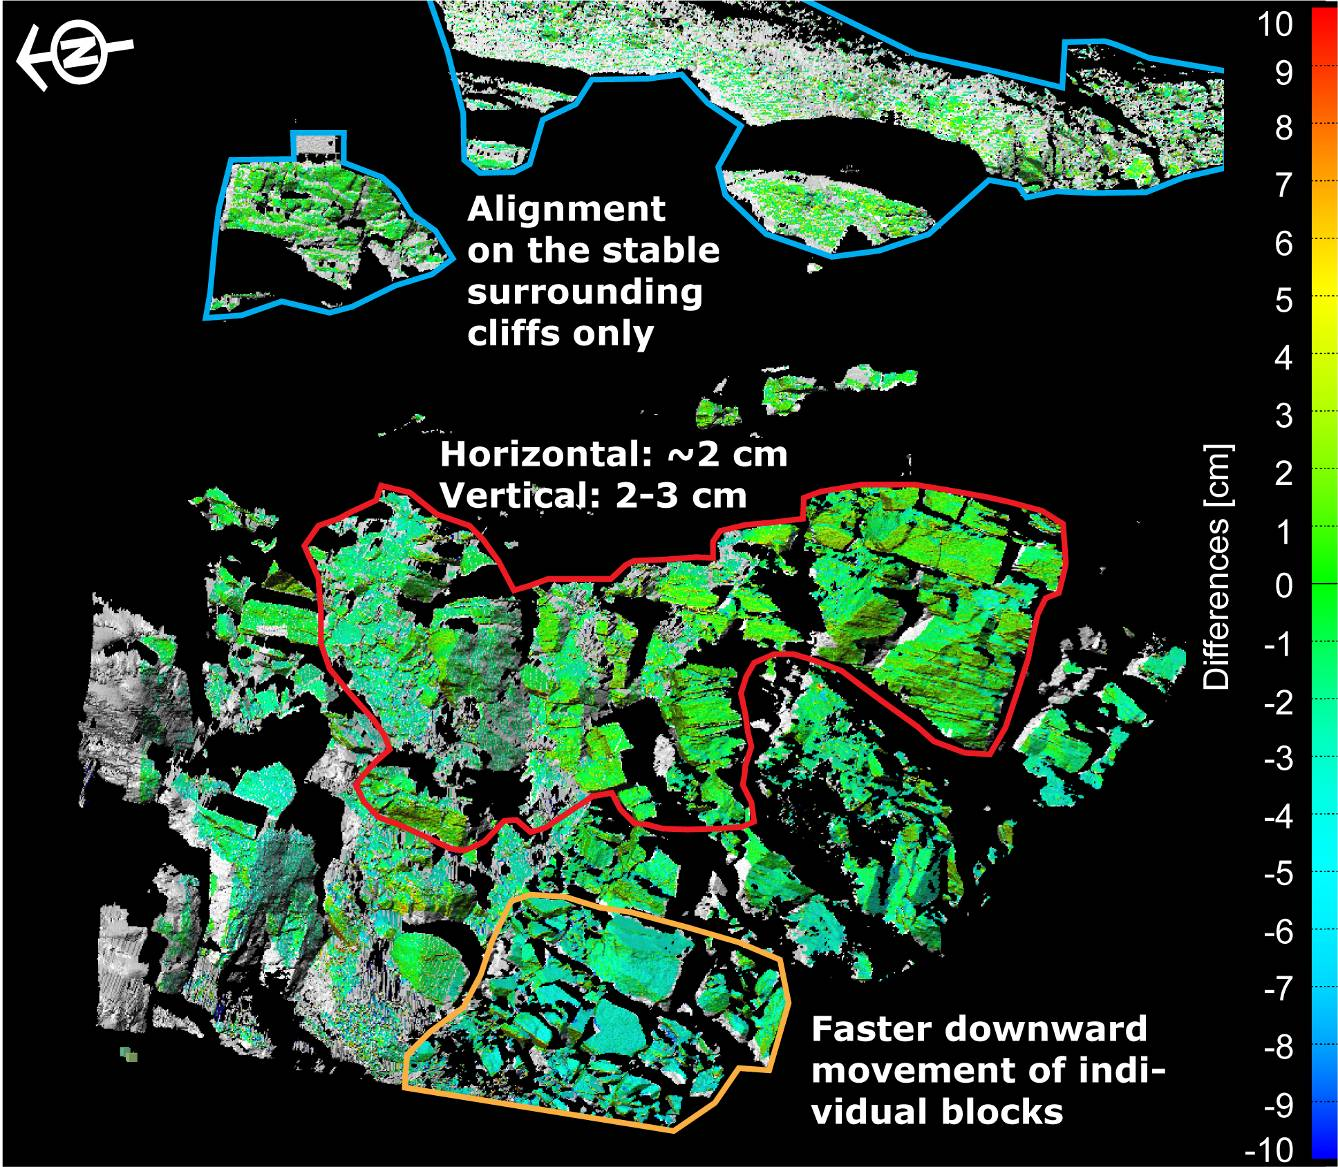 N
Alignment
on the stable
surrounding
cliffs only
Horizontal: ~2 cm
Vertical: 2-3 cm
Faster downward
movement of indi-
vidual blocks
Differences [cm]
10
9
8
7
6
5
4
3
2
1
0
-1
-2
-3
-4
-5
-6
-7
-8
-9
-10